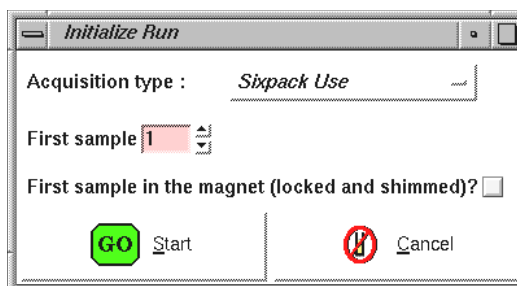 Initialize Run
Acquisition type : Sixpack Use
First sample 1
First sample in the magnet (locked and shimmed)?
GO Start Cancel